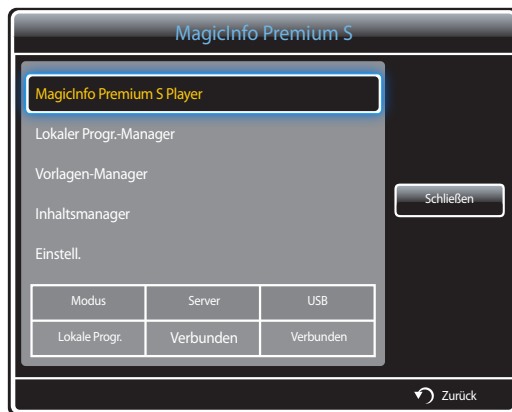 MagicInfo Premium S
MagicInfo Premium S Player
Lokaler Progr.-Manager
Vorlagen-Manager
Inhaltsmanager
Einstell.
Schließen
Modus Server USB
Lokale Progr. Verbunden Verbunden
Zurück